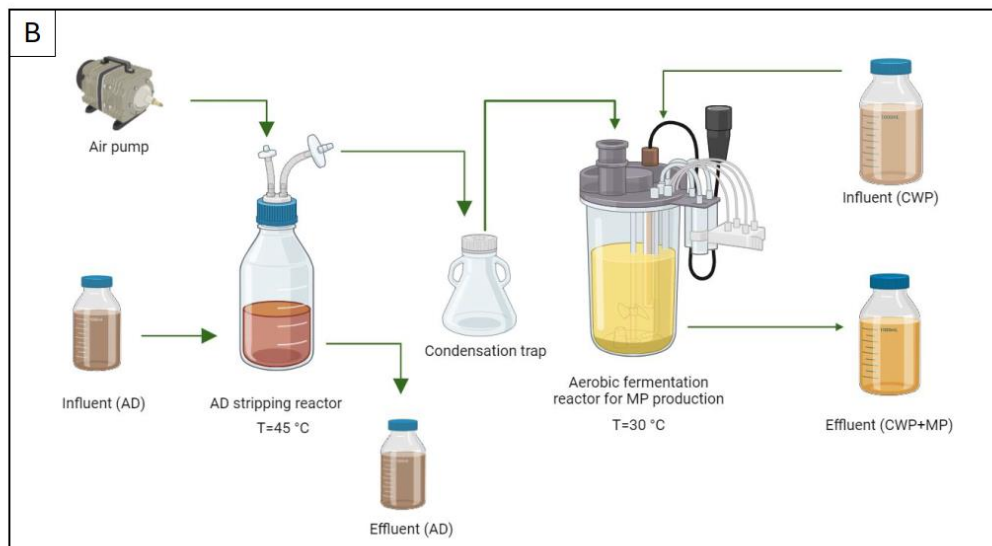 B
Air pump
Influent (CWP)
Condensation trap
Influent (AD)
AD stripping reactor
T=45 °C
Aerobic fermentation
reactor for MP production
T=30 °C
Effluent (CWP+MP)
Effluent (AD)